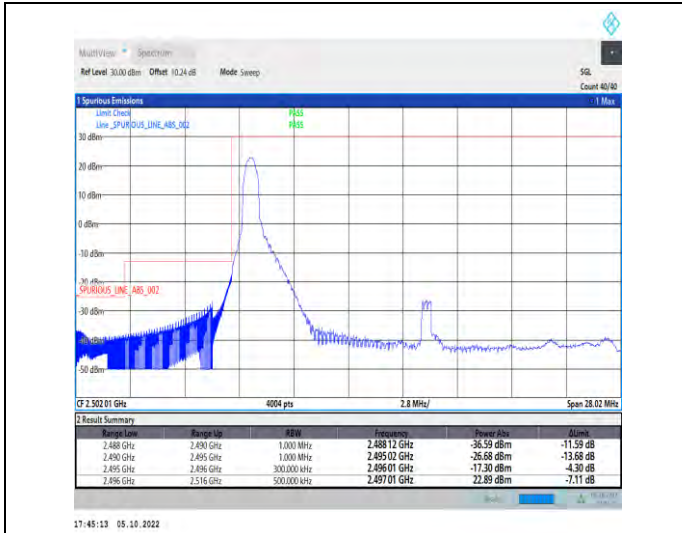 MultiView Spectrum
Ref Level 30.00 dBm Offset 10.24 dB Mode Sweep SGL
Count 40/40
1 Spurious Emissions 1 Max
Limit Check PASS
Line _SPURIOUS_LINE_ABS_002 PASS
30 dBm
20 dBm
10 dBm
0 dBm
-10 dBm
-20 dBm
_SPURIOUS_LINE_ABS_002
-30 dBm
-40 dBm
-50 dBm
CF 2.502 01 GHz 4004 pts 2.8 MHz/ Span 28.02 MHz
2 Result Summary
Range Low Range Up RBW Frequency Power Abs ΔLimit
2.488 GHz 2.490 GHz 1.000 MHz 2.488 12 GHz -36.59 dBm -11.59 dB
2.490 GHz 2.495 GHz 1.000 MHz 2.495 02 GHz -26.68 dBm -13.68 dB
2.495 GHz 2.496 GHz 300.000 kHz 2.496 01 GHz -17.30 dBm -4.30 dB
2.496 GHz 2.516 GHz 500.000 kHz 2.497 01 GHz 22.89 dBm -7.11 dB
17:45:13 05.10.2022